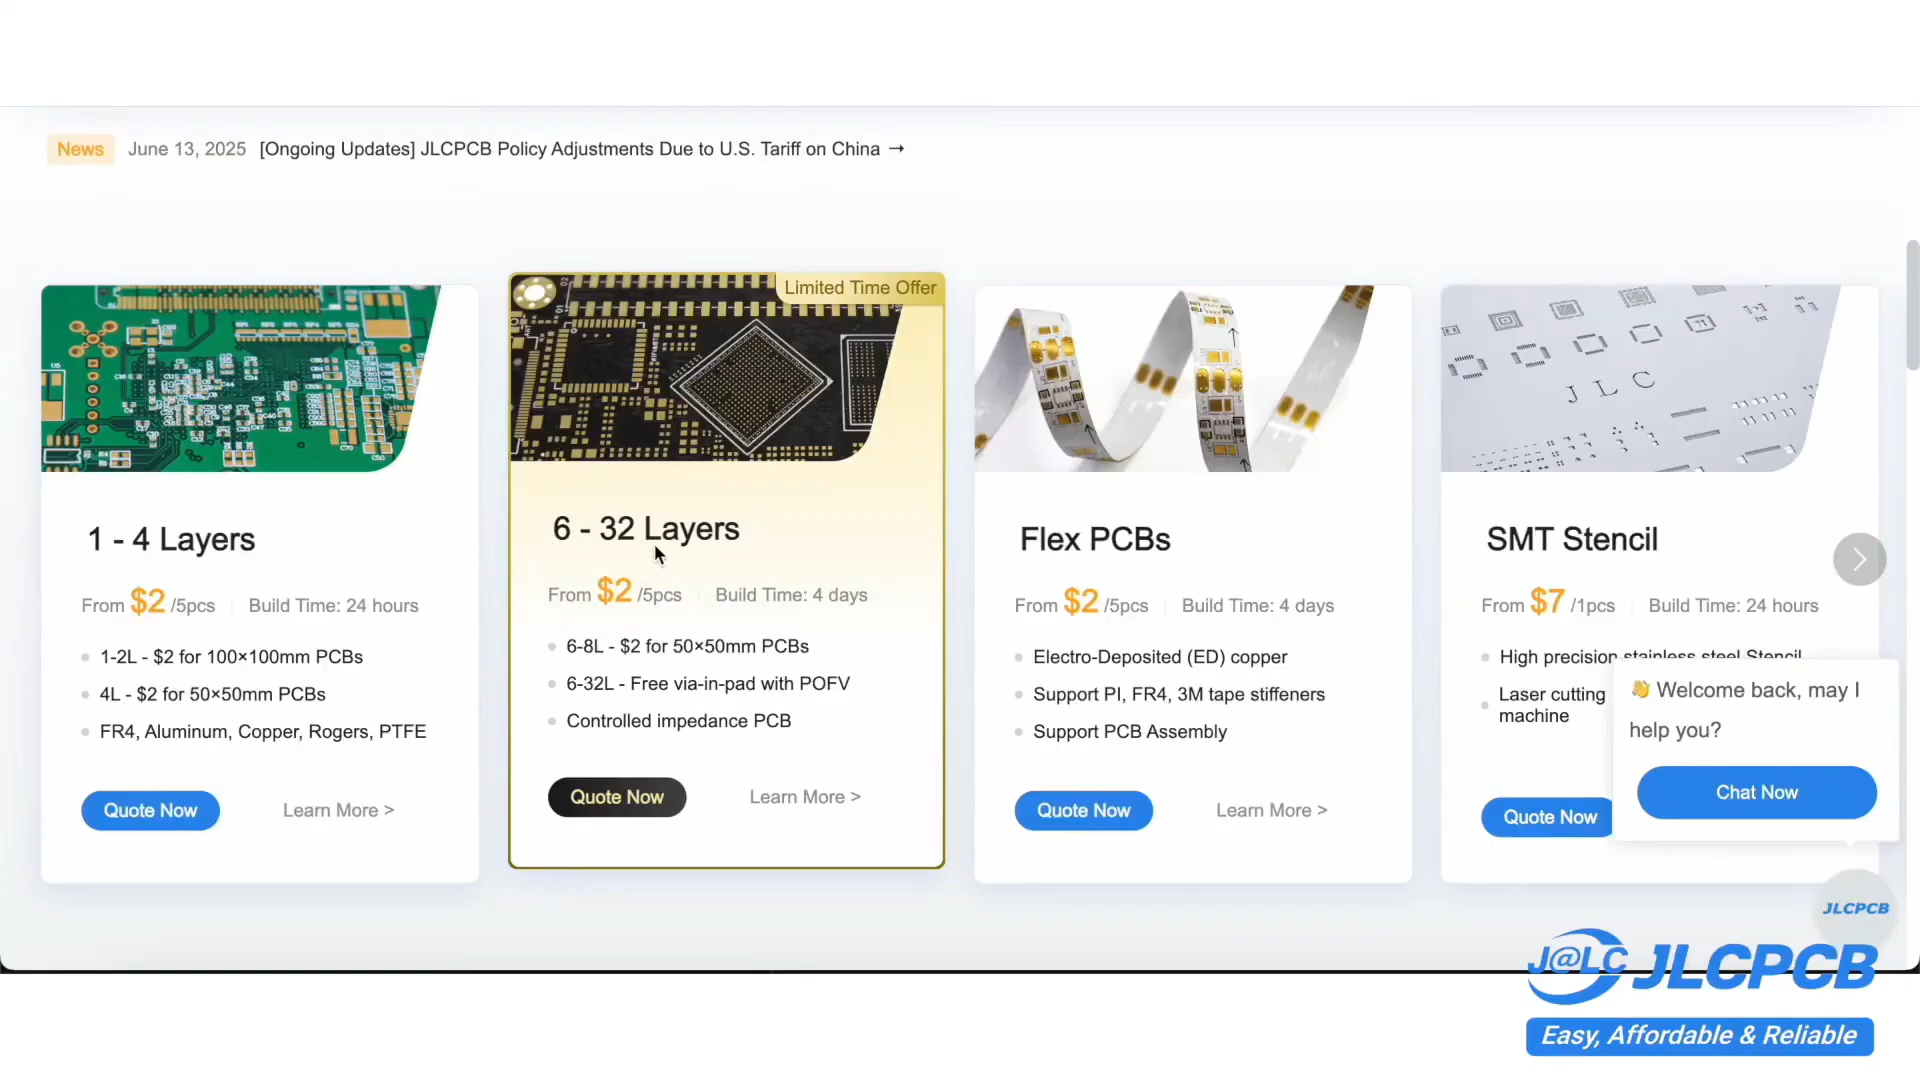 News June 13, 2025 [Ongoing Updates] JLCPCB Policy Adjustments Due to U.S. Tariff on China →
1 - 4 Layers
From $2 /5pcs Build Time: 24 hours
1-2L - $2 for 100×100mm PCBs
4L - $2 for 50×50mm PCBs
FR4, Aluminum, Copper, Rogers, PTFE
Quote Now Learn More >
Limited Time Offer
6 - 32 Layers
From $2 /5pcs Build Time: 4 days
6-8L - $2 for 50×50mm PCBs
6-32L - Free via-in-pad with POFV
Controlled impedance PCB
Quote Now Learn More >
Flex PCBs
From $2 /5pcs Build Time: 4 days
Electro-Deposited (ED) copper
Support PI, FR4, 3M tape stiffeners
Support PCB Assembly
Quote Now Learn More >
J L C
SMT Stencil
From $7 /1pcs Build Time: 24 hours
High precision stainless steel Stencil
Laser cutting
machine
Quote Now
👋 Welcome back, may I
help you?
Chat Now
JLCPCB
J@LC JLCPCB
Easy, Affordable & Reliable